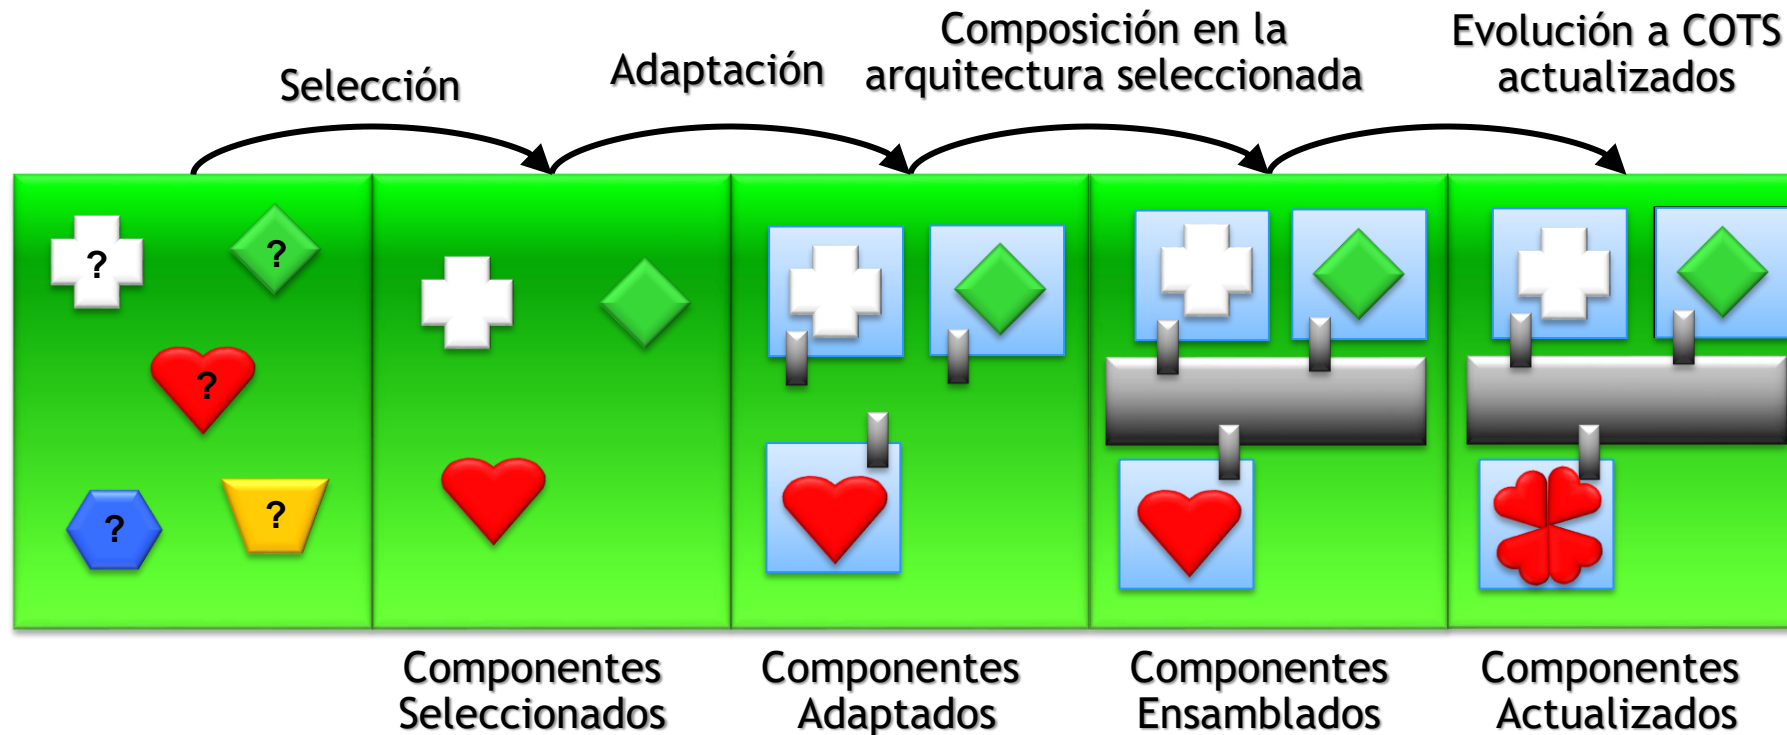 Selección
Adaptación
Composición en la
arquitectura seleccionada
Evolución a COTS
actualizados
?
?
?
?
?
Componentes
Seleccionados
Componentes
Adaptados
Componentes
Ensamblados
Componentes
Actualizados